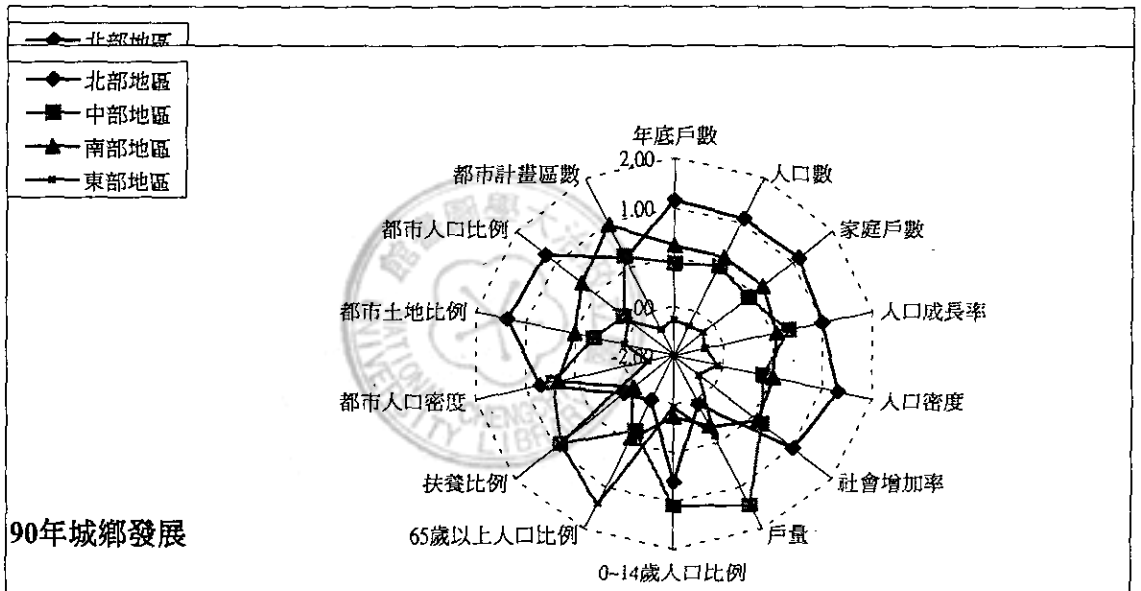 北部地區
北部地區
中部地區
南部地區
東部地區
年底戶數
人口數
家庭戶數
人口成長率
人口密度
社會增加率
戶量
0~14歲人口比例
65歲以上人口比例
扶養比例
都市人口密度
都市土地比例
都市人口比例
都市計畫區數
2.00
1.00
-2.00
90年城鄉發展